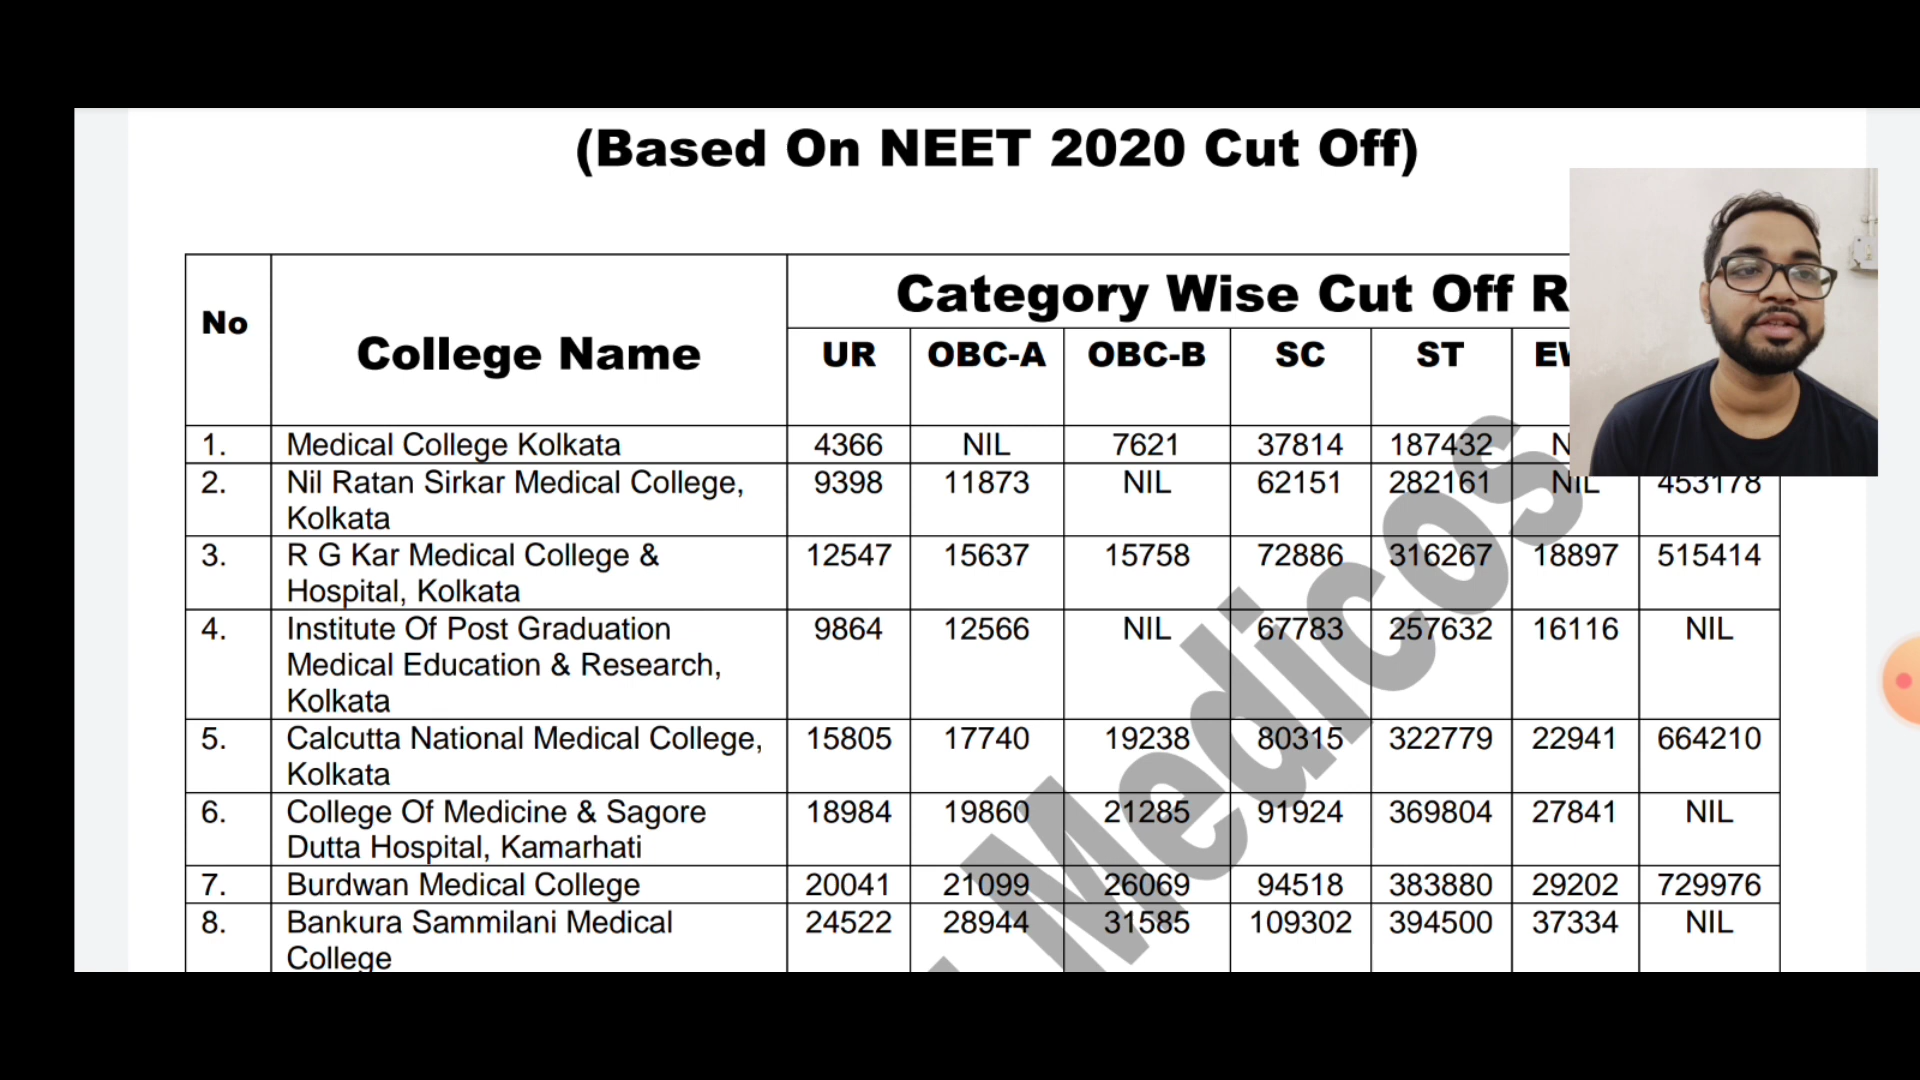 (Based On NEET 2020 Cut Off)
No
College Name
Category Wise Cut Off
UR OBC-A OBC-B SC ST
1. Medical College Kolkata 4366 NIL 7621 37814 187432
2. Nil Ratan Sirkar Medical College, 9398 11873 NIL 62151 282161 NIL 453178
Kolkata
3. R G Kar Medical College & 12547 15637 15758 72886 316267 18897 515414
Hospital, Kolkata
4. Institute Of Post Graduation 9864 12566 NIL 67783 257632 16116 NIL
Medical Education & Research,
Kolkata
5. Calcutta National Medical College, 15805 17740 19238 80315 322779 22941 664210
Kolkata
6. College Of Medicine & Sagore 18984 19860 21285 91924 369804 27841 NIL
Dutta Hospital, Kamarhati
7. Burdwan Medical College 20041 21099 26069 94518 383880 29202 729976
8. Bankura Sammilani Medical 24522 28944 31585 109302 394500 37334 NIL
College
Medicos